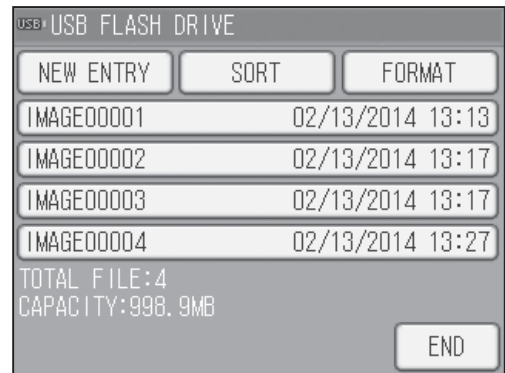 USB USB FLASH DRIVE
NEW ENTRY SORT FORMAT
IMAGE00001 02/13/2014 13:13
IMAGE00002 02/13/2014 13:17
IMAGE00003 02/13/2014 13:17
IMAGE00004 02/13/2014 13:27
TOTAL FILE:4
CAPACITY:998.9MB
END